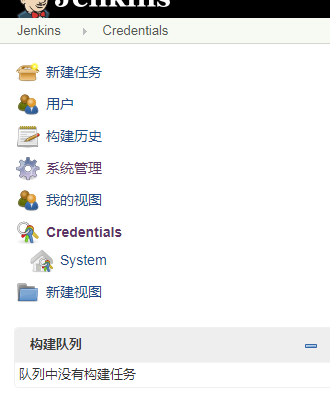 Jenkins
Jenkins Credentials
新建任务
用户
构建历史
系统管理
我的视图
Credentials
System
新建视图
构建队列
队列中没有构建任务